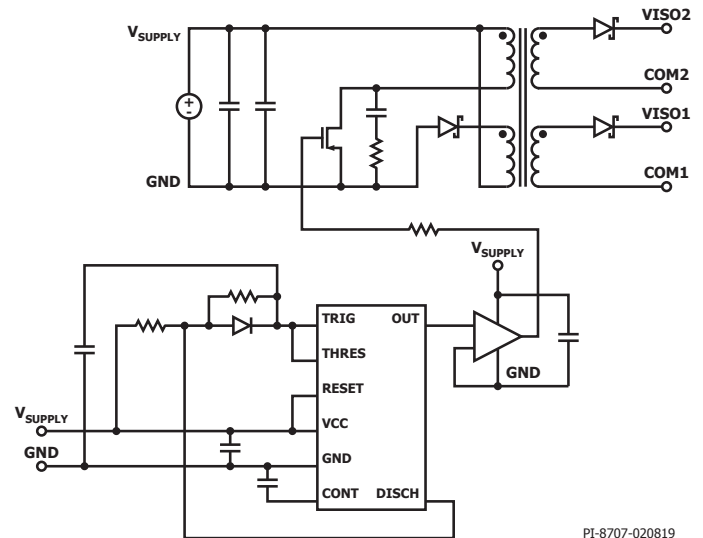 VISO2
VSUPPLY
COM2
VISO1
GND
COM1
VSUPPLY
TRIG OUT
THRES
GND
RESET
VSUPPLY
VCC
GND
GND
CONT DISCH
PI-8707-020819